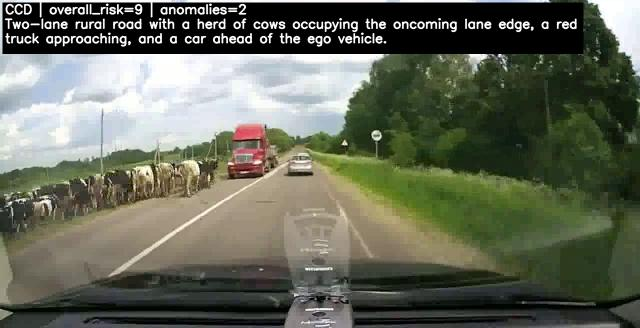 CCD | overall_risk=9 | anomalies=2
Two-lane rural road with a herd of cows occupying the oncoming lane edge, a red
truck approaching, and a car ahead of the ego vehicle.